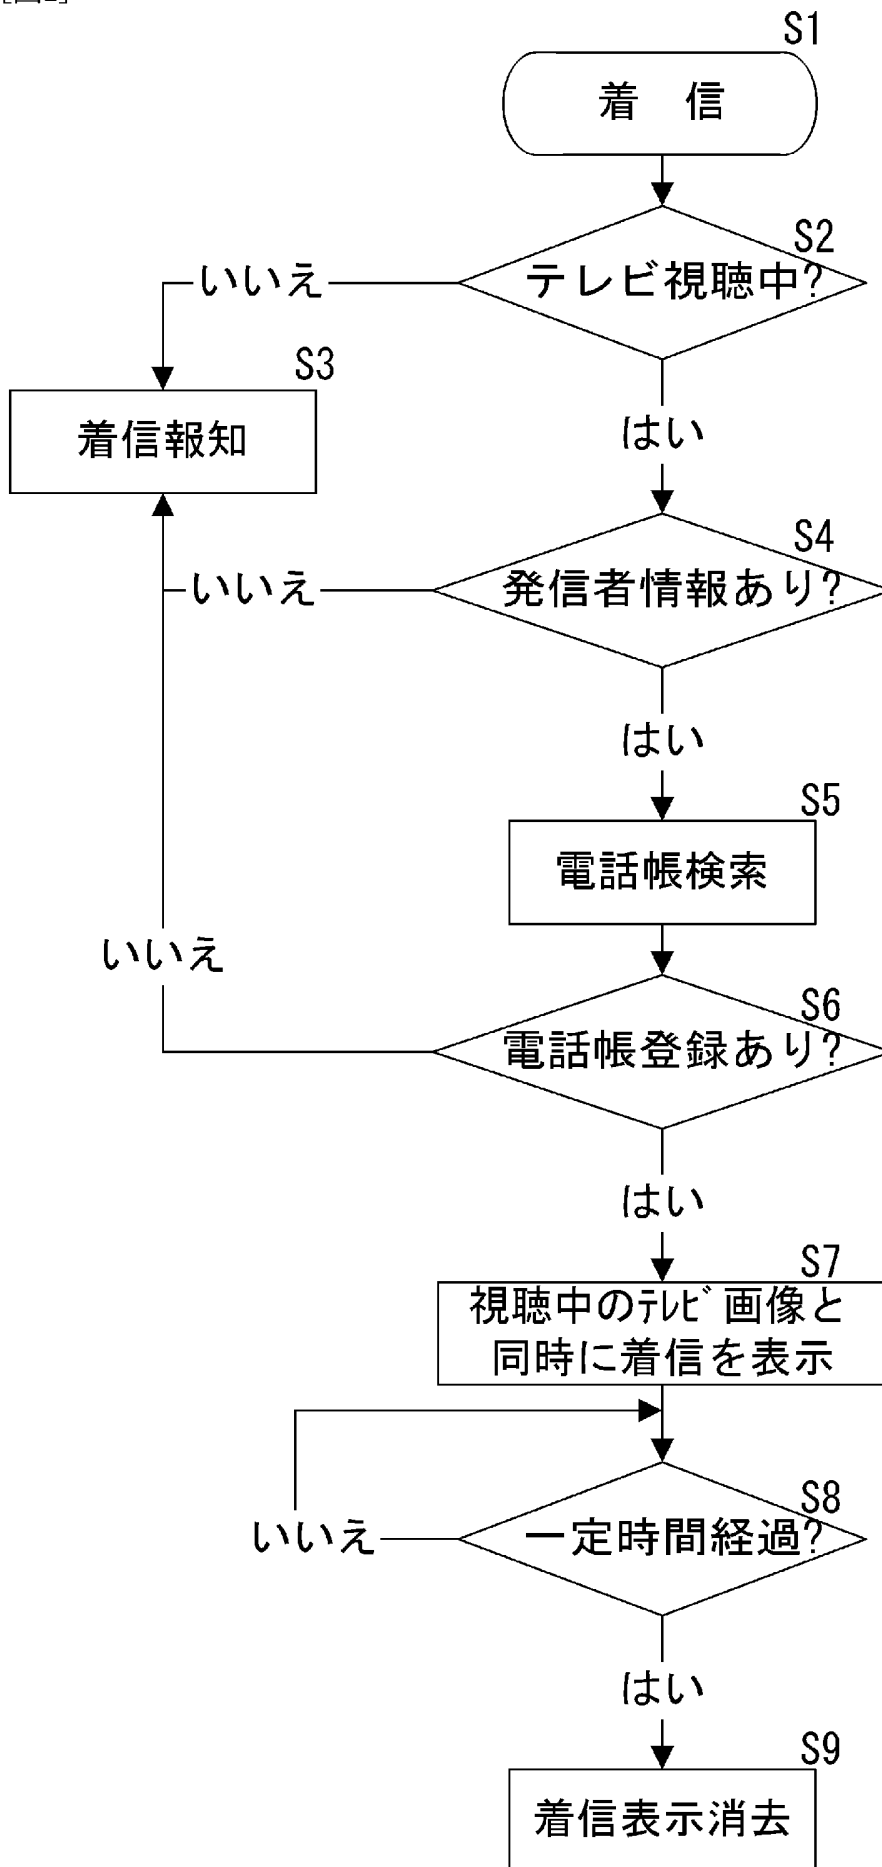 S1
着 信
S2
テレビ視聴中?
いいえ
S3
着信報知
はい
S4
発信者情報あり?
いいえ
はい
S5
電話帳検索
いいえ
S6
電話帳登録あり?
はい
S7
視聴中のﾃﾚﾋﾞ画像と
同時に着信を表示
S8
一定時間経過?
いいえ
はい
S9
着信表示消去